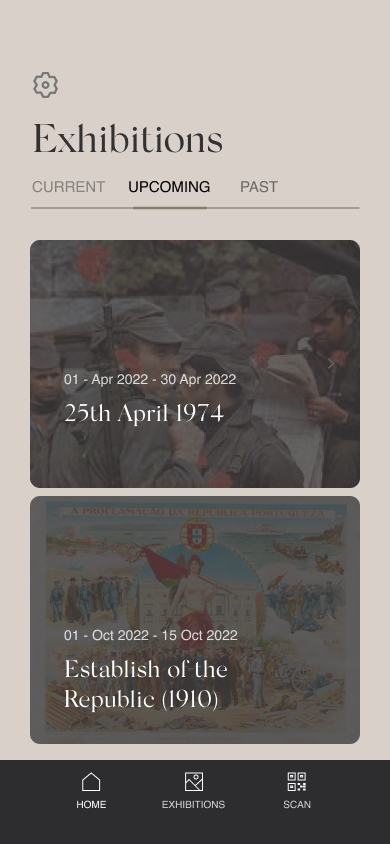 Exhibitions
CURRENT UPCOMING PAST
01 - Apr 2022 - 30 Apr 2022
25th April 1974
A PROCLAMAÇÃO DA REPUBLICA PORTUGUEZA
01 - Oct 2022 - 15 Oct 2022
Establish of the
Republic (1910)
HOME EXHIBITIONS SCAN